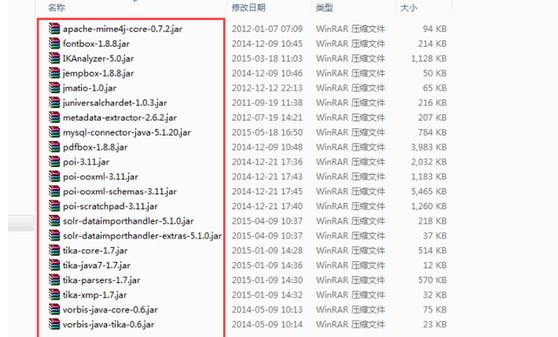 名称 修改日期 类型 大小
apache-mime4j-core-0.7.2.jar 2012-01-07 07:09 WinRAR 压缩文件 94 KB
fontbox-1.8.8.jar 2014-12-09 10:45 WinRAR 压缩文件 214 KB
IKAnalyzer-5.0.jar 2015-03-18 11:03 WinRAR 压缩文件 1,128 KB
jempbox-1.8.8.jar 2014-12-09 10:46 WinRAR 压缩文件 50 KB
jmatio-1.0.jar 2012-12-12 22:13 WinRAR 压缩文件 65 KB
juniversalchardet-1.0.3.jar 2011-09-19 11:38 WinRAR 压缩文件 216 KB
metadata-extractor-2.6.2.jar 2012-07-19 14:21 WinRAR 压缩文件 207 KB
mysql-connector-java-5.1.20.jar 2015-05-18 16:50 WinRAR 压缩文件 784 KB
pdfbox-1.8.8.jar 2014-12-09 10:48 WinRAR 压缩文件 3,983 KB
poi-3.11.jar 2014-12-21 17:36 WinRAR 压缩文件 2,032 KB
poi-ooxml-3.11.jar 2014-12-21 17:43 WinRAR 压缩文件 1,183 KB
poi-ooxml-schemas-3.11.jar 2014-12-21 17:45 WinRAR 压缩文件 5,465 KB
poi-scratchpad-3.11.jar 2014-12-21 17:40 WinRAR 压缩文件 1,260 KB
solr-dataimporthandler-5.1.0.jar 2015-04-09 10:37 WinRAR 压缩文件 218 KB
solr-dataimporthandler-extras-5.1.0.jar 2015-04-09 10:37 WinRAR 压缩文件 37 KB
tika-core-1.7.jar 2015-01-09 14:28 WinRAR 压缩文件 514 KB
tika-java7-1.7.jar 2015-01-09 14:36 WinRAR 压缩文件 12 KB
tika-parsers-1.7.jar 2015-01-09 14:30 WinRAR 压缩文件 570 KB
tika-xmp-1.7.jar 2015-01-09 14:32 WinRAR 压缩文件 32 KB
vorbis-java-core-0.6.jar 2014-05-09 10:13 WinRAR 压缩文件 75 KB
vorbis-java-tika-0.6.jar 2014-05-09 10:14 WinRAR 压缩文件 23 KB